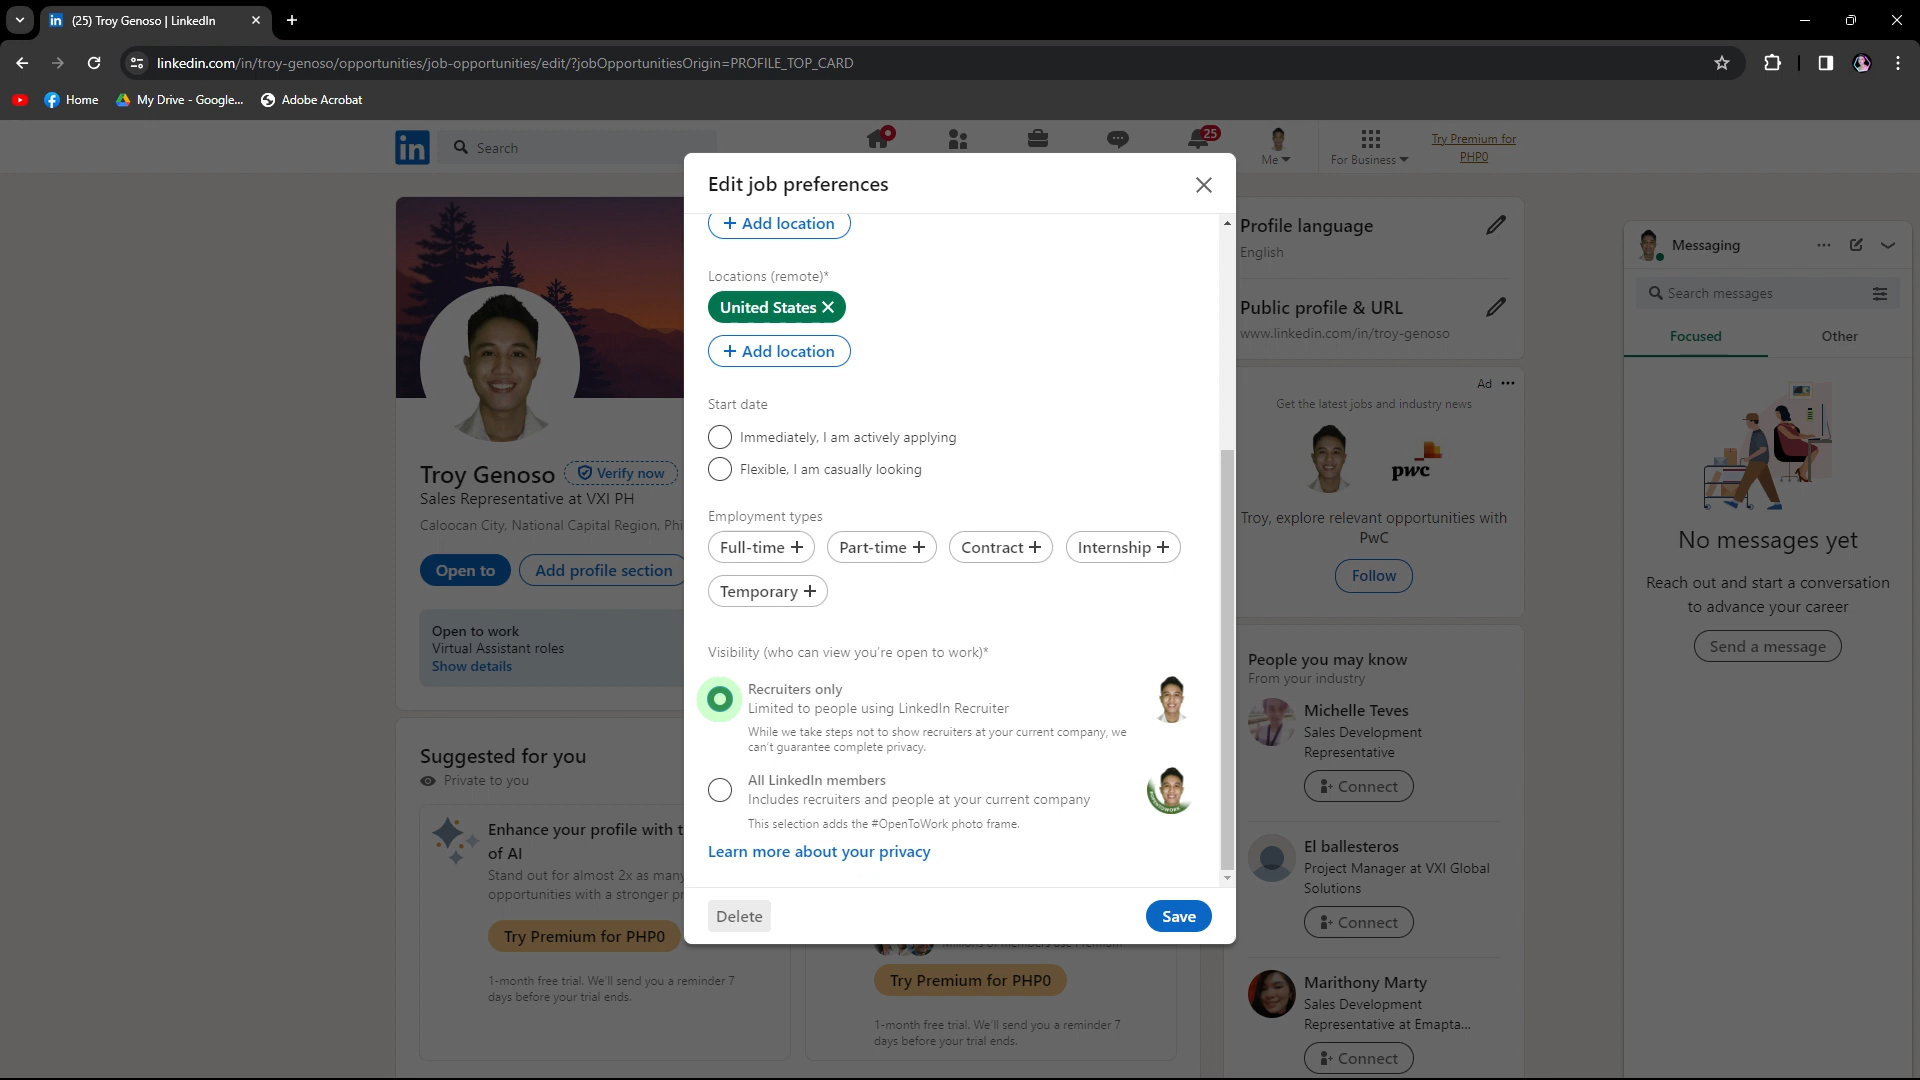 (25) Troy Genoso | LinkedIn
linkedin.com/in/troy-genoso/opportunities/job-opportunities/edit/?jobOpportunitiesOrigin=PROFILE_TOP_CARD
Home
My Drive - Google...
Adobe Acrobat
in
Search
25
Me
For Business
Try Premium for
PHP0
Edit job preferences
+ Add location
Locations (remote)*
United States
+ Add location
Start date
Immediately, I am actively applying
Flexible, I am casually looking
Employment types
Full-time +
Part-time +
Contract +
Internship +
Temporary +
Visibility (who can view you're open to work)*
Recruiters only
Limited to people using LinkedIn Recruiter
While we take steps not to show recruiters at your current company, we
can't guarantee complete privacy.
All LinkedIn members
Includes recruiters and people at your current company
This selection adds the #OpenToWork photo frame.
Learn more about your privacy
Delete
Save
Troy Genoso
Verify now
Sales Representative at VXI PH
Caloocan City, National Capital Region, Phi
Open to
Add profile section
Open to work
Virtual Assistant roles
Show details
Suggested for you
Private to you
Enhance your profile with t
of AI
Stand out for almost 2x as many
opportunities with a stronger pr
Try Premium for PHP0
1-month free trial. We'll send you a reminder 7
days before your trial ends.
Try Premium for PHP0
1-month free trial. We'll send you a reminder 7
days before your trial ends.
Profile language
English
Public profile & URL
www.linkedin.com/in/troy-genoso
Ad
Get the latest jobs and industry news
pwc
Troy, explore relevant opportunities with
PwC
Follow
People you may know
From your industry
Michelle Teves
Sales Development
Representative
Connect
El ballesteros
Project Manager at VXI Global
Solutions
Connect
Marithony Marty
Sales Development
Representative at Emapta...
Connect
Messaging
Search messages
Focused
Other
No messages yet
Reach out and start a conversation
to advance your career
Send a message